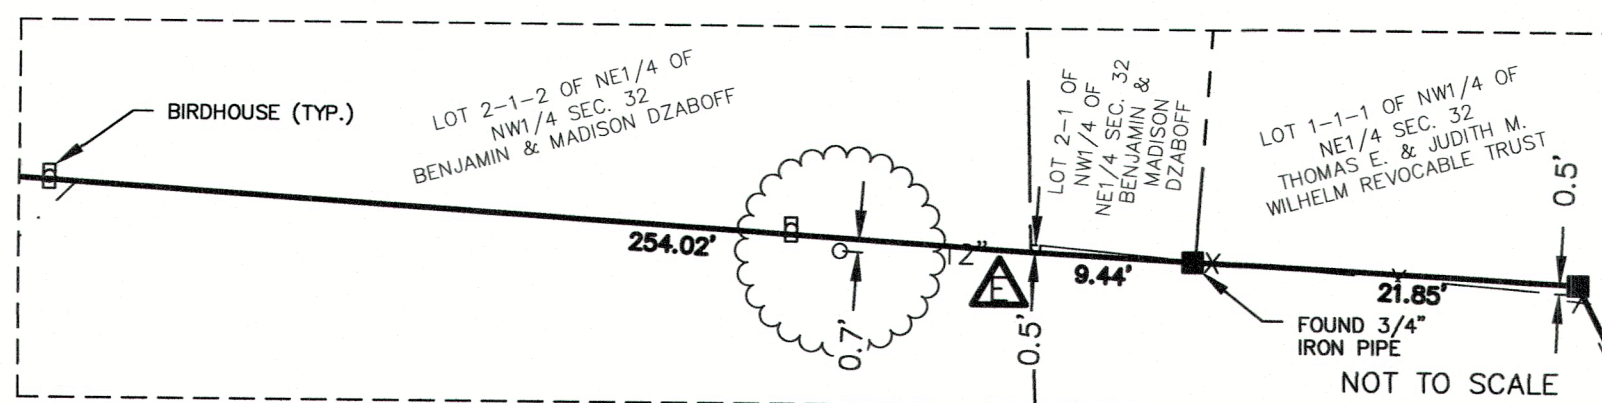 BIRDHOUSE (TYP.)
LOT 2-1-2 OF NE1/4 OF
NW1/4 SEC. 32
BENJAMIN & MADISON DZABOFF
LOT 2-1 OF
NW1/4 OF
NE1/4 SEC. 32
BENJAMIN &
MADISON
DZABOFF
LOT 1-1-1 OF NW1/4 OF
NE1/4 SEC. 32
THOMAS E. & JUDITH M.
WILHELM REVOCABLE TRUST
0.5'
254.02'
12"
E
9.44'
21.85'
0.7'
0.5'
FOUND 3/4"
IRON PIPE
NOT TO SCALE